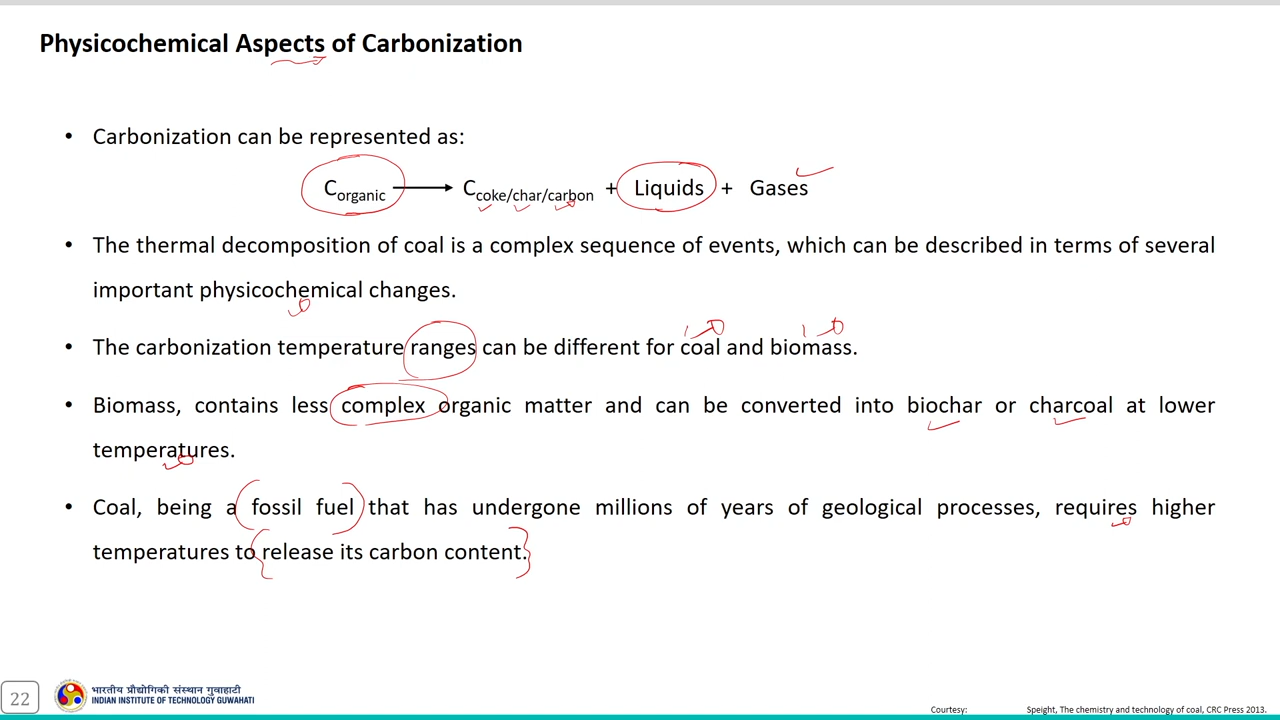 Physicochemical Aspects of Carbonization
• Carbonization can be represented as:
C organic → C coke/char/carbon + Liquids + Gases
• The thermal decomposition of coal is a complex sequence of events, which can be described in terms of several
important physicochemical changes.
• The carbonization temperature ranges can be different for coal and biomass.
• Biomass, contains less complex organic matter and can be converted into biochar or charcoal at lower
temperatures.
• Coal, being a fossil fuel that has undergone millions of years of geological processes, requires higher
temperatures to release its carbon content.
22
भारतीय प्रौद्योगिकी संस्थान गुवाहाटी
INDIAN INSTITUTE OF TECHNOLOGY GUWAHATI
Courtesy: Speight, The chemistry and technology of coal, CRC Press 2013.